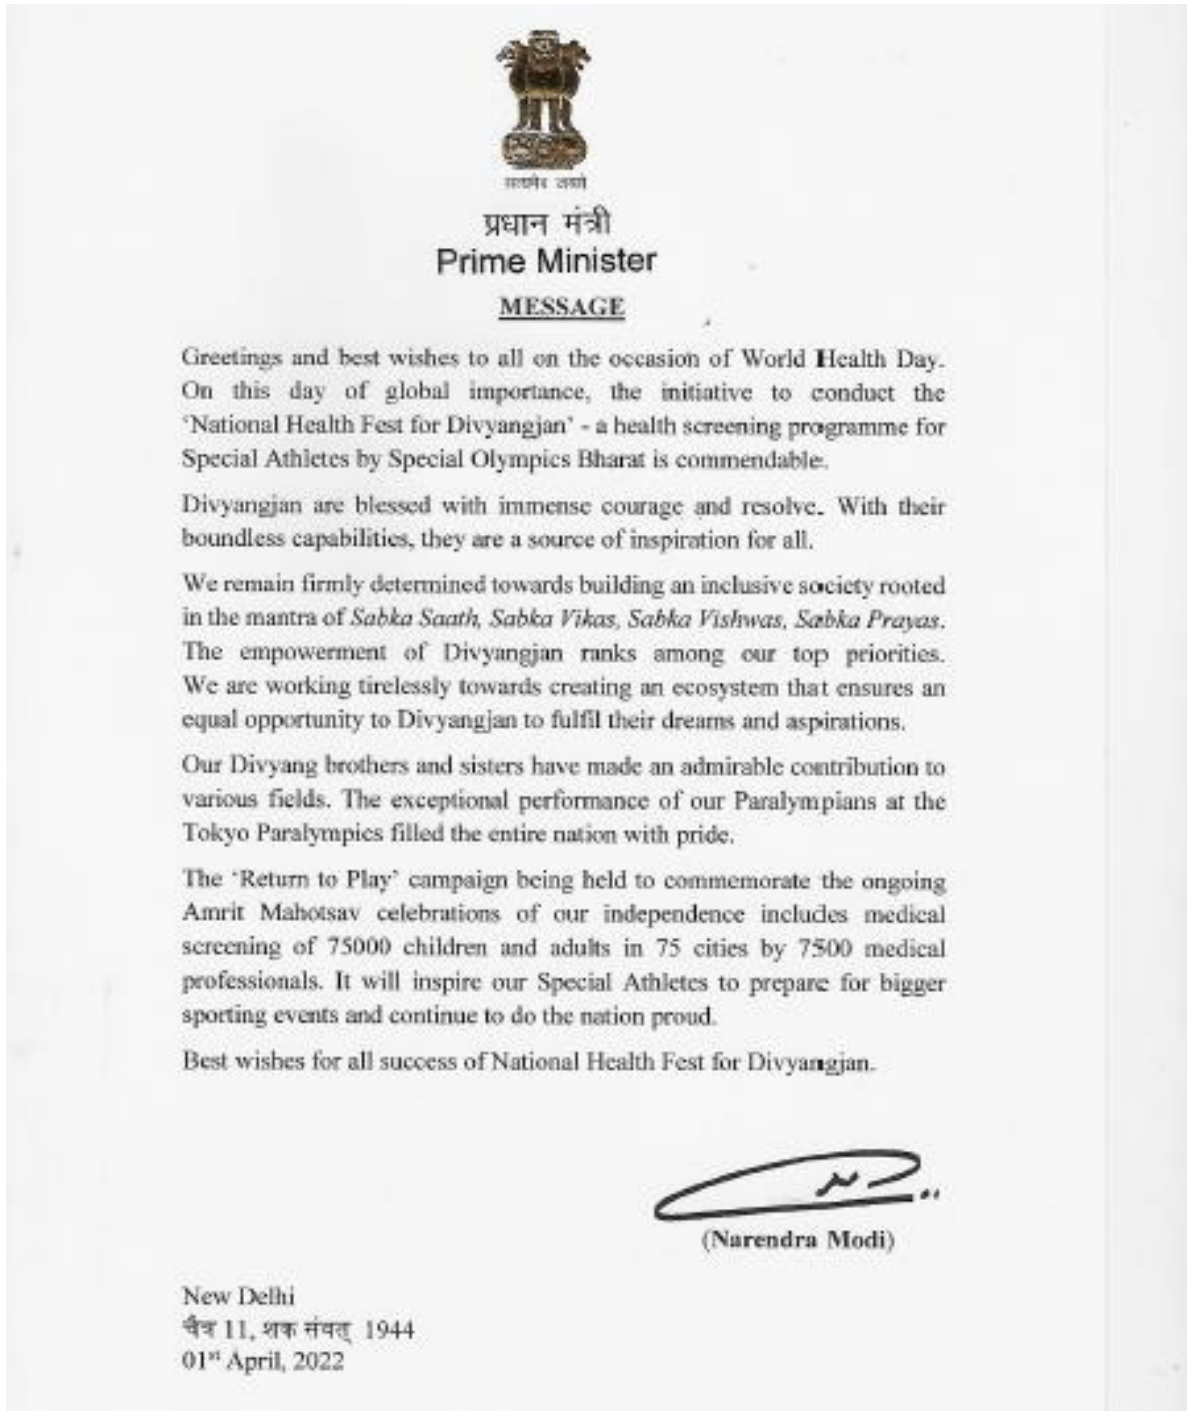 सत्यमेव जयते
प्रधान मंत्री
Prime Minister
MESSAGE
Greetings and best wishes to all on the occasion of World Health Day.
On this day of global importance, the initiative to conduct the
‘National Health Fest for Divyangjan’ - a health screening programme for
Special Athletes by Special Olympics Bharat is commendable.
Divyangjan are blessed with immense courage and resolve. With their
boundless capabilities, they are a source of inspiration for all.
We remain firmly determined towards building an inclusive society rooted
in the mantra of Sabka Saath, Sabka Vikas, Sabka Vishwas, Sabka Prayas.
The empowerment of Divyangjan ranks among our top priorities.
We are working tirelessly towards creating an ecosystem that ensures an
equal opportunity to Divyangjan to fulfil their dreams and aspirations.
Our Divyang brothers and sisters have made an admirable contribution to
various fields. The exceptional performance of our Paralympians at the
Tokyo Paralympics filled the entire nation with pride.
The ‘Return to Play’ campaign being held to commemorate the ongoing
Amrit Mahotsav celebrations of our independence includes medical
screening of 75000 children and adults in 75 cities by 7500 medical
professionals. It will inspire our Special Athletes to prepare for bigger
sporting events and continue to do the nation proud.
Best wishes for all success of National Health Fest for Divyangjan.
(Narendra Modi)
New Delhi
चैत्र 11, शक संवत् 1944
01st April, 2022